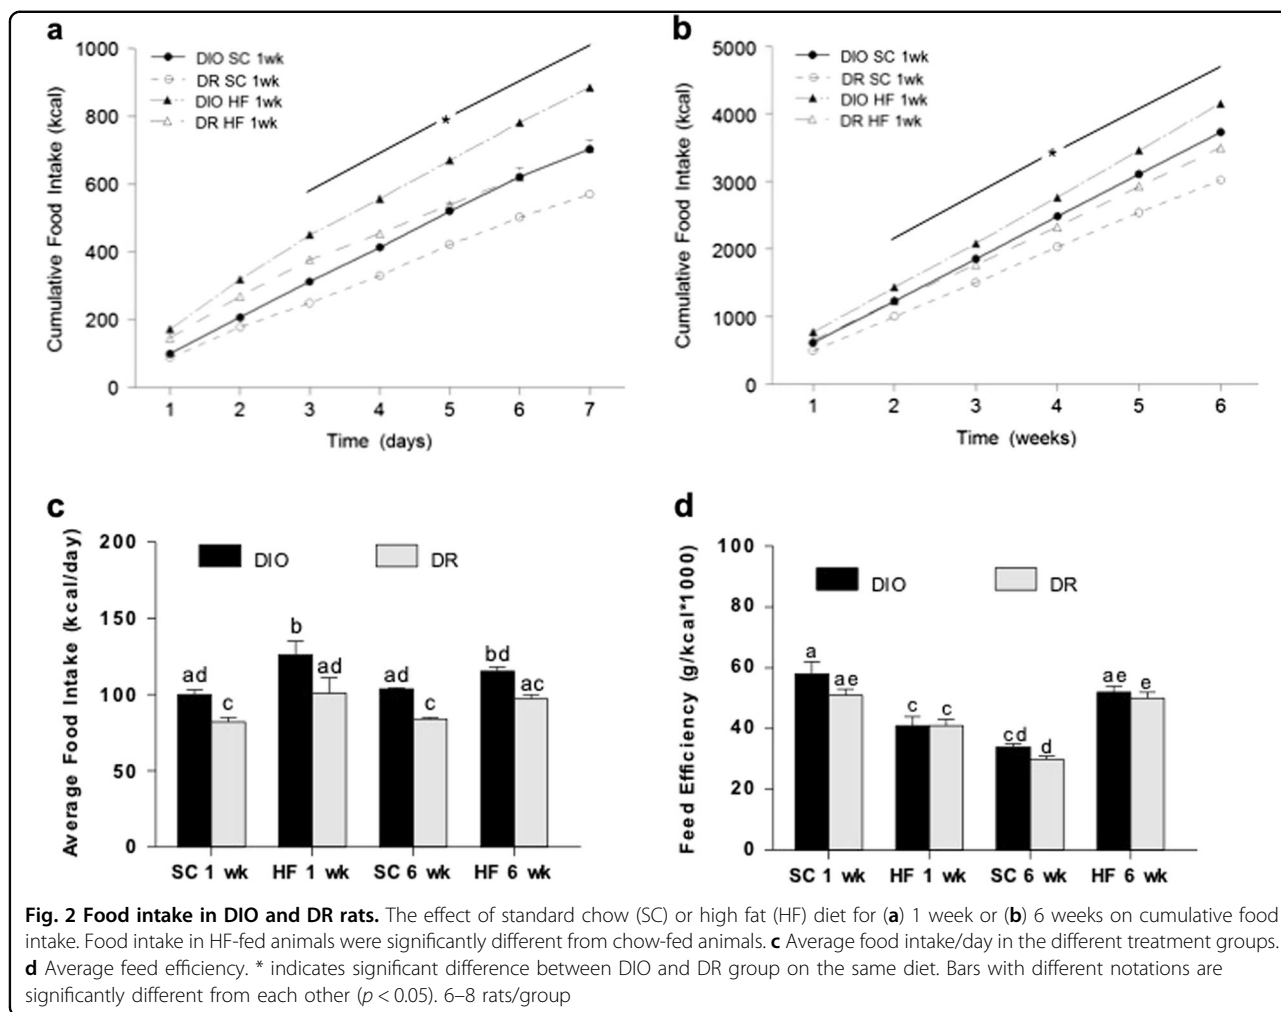 a
1000
800
600
400
200
0
Cumulative Food Intake (kcal)
DIO SC 1wk
DR SC 1wk
DIO HF 1wk
DR HF 1wk
*
1 2 3 4 5 6 7
Time (days)
b
5000
4000
3000
2000
1000
0
Cumulative Food Intake (kcal)
DIO SC 1wk
DR SC 1wk
DIO HF 1wk
DR HF 1wk
*
1 2 3 4 5 6
Time (weeks)
c
200
150
100
50
0
Average Food Intake (kcal/day)
DIO DR
ad c b ad ad c bd ac
SC 1 wk HF 1 wk SC 6 wk HF 6 wk
d
100
80
60
40
20
0
Feed Efficiency (g/kcal*1000)
DIO DR
a ae c c cd d ae e
SC 1 wk HF 1 wk SC 6 wk HF 6 wk
Fig. 2 Food intake in DIO and DR rats. The effect of standard chow (SC) or high fat (HF) diet for (a) 1 week or (b) 6 weeks on cumulative food
intake. Food intake in HF-fed animals were significantly different from chow-fed animals. c Average food intake/day in the different treatment groups.
d Average feed efficiency. * indicates significant difference between DIO and DR group on the same diet. Bars with different notations are
significantly different from each other (p < 0.05). 6–8 rats/group